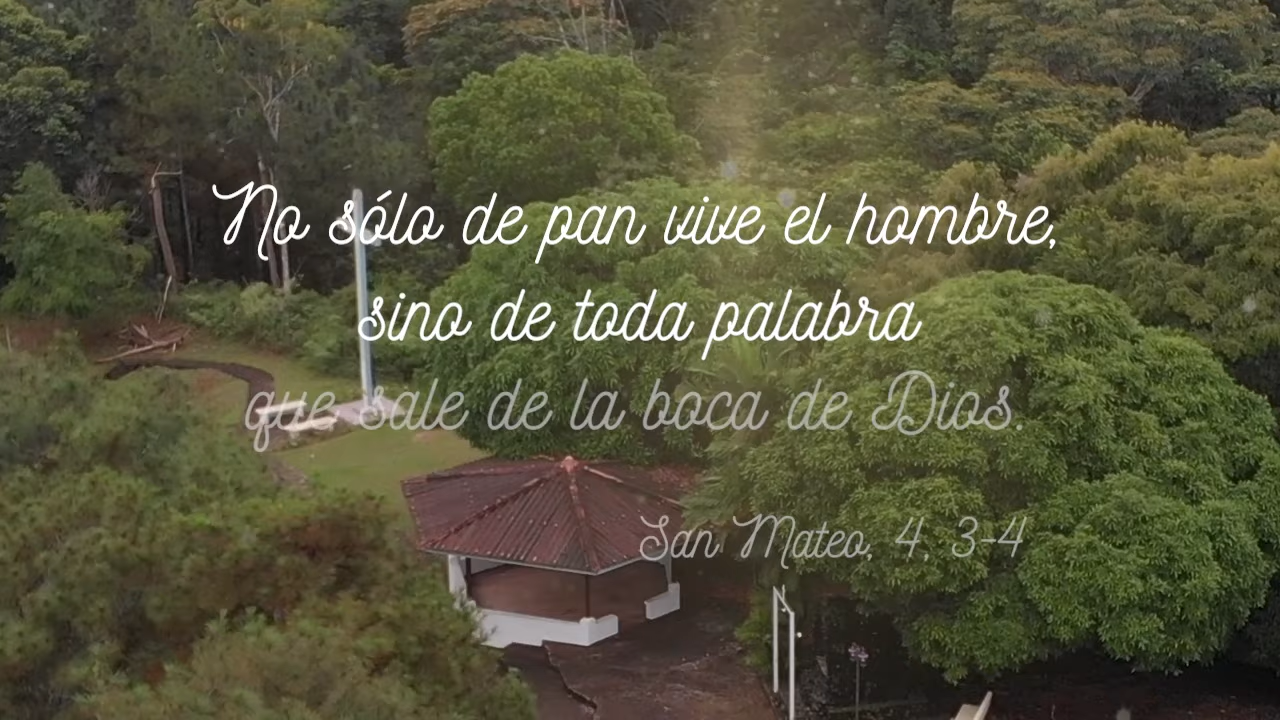 No sólo de pan vive el hombre,
sino de toda palabra
que sale de la boca de Dios.
San Mateo, 4, 3-4